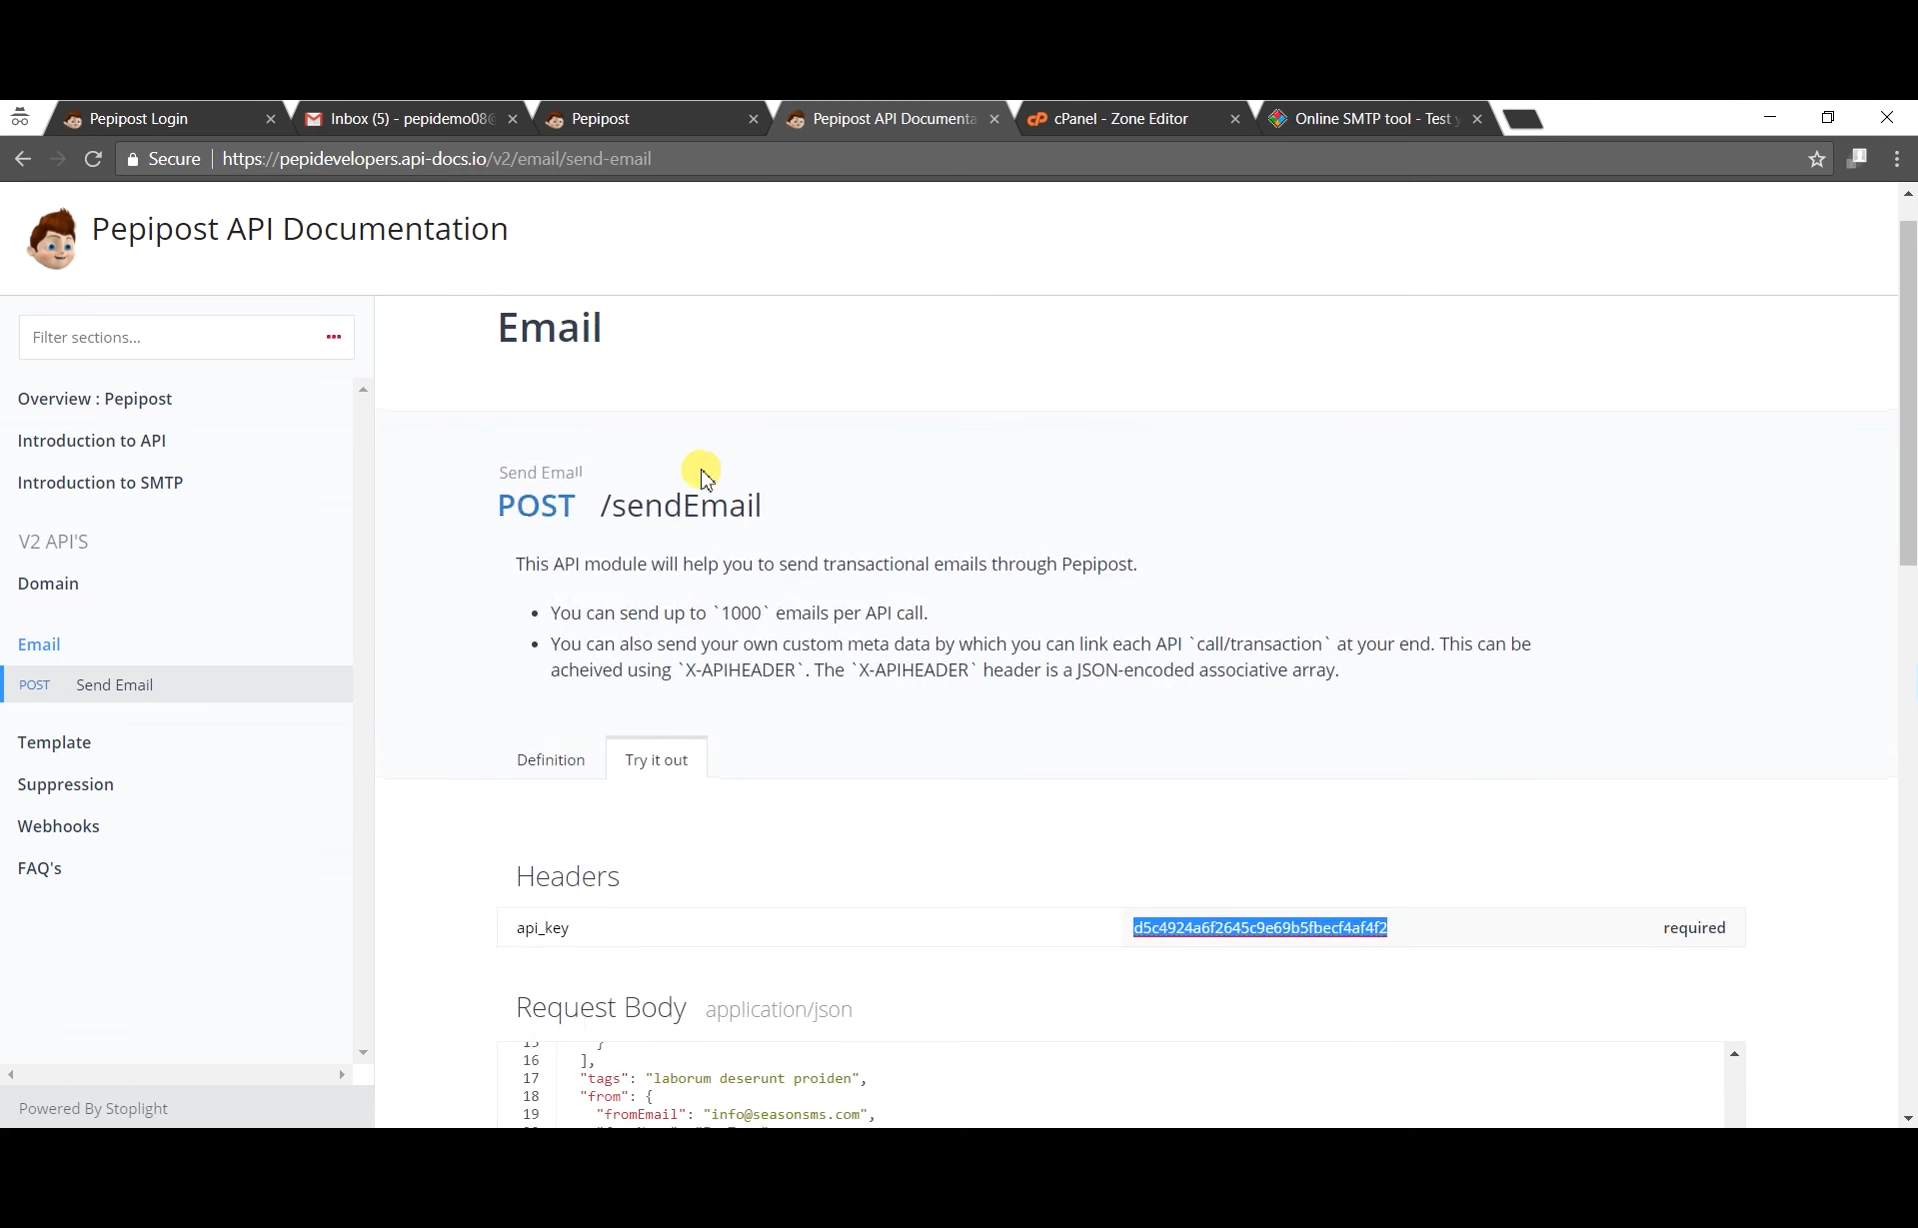 Pepipost Login
Inbox (5) - pepidemo08@
Pepipost
Pepipost API Documenta
cPanel - Zone Editor
Online SMTP tool - Test y
Secure
https://pepidevelopers.api-docs.io/v2/email/send-email
Pepipost API Documentation
Filter sections...
Overview : Pepipost
Introduction to API
Introduction to SMTP
V2 API'S
Domain
Email
POST Send Email
Template
Suppression
Webhooks
FAQ's
Powered By Stoplight
Email
Send Email
POST /sendEmail
This API module will help you to send transactional emails through Pepipost.
• You can send up to `1000` emails per API call.
• You can also send your own custom meta data by which you can link each API `call/transaction` at your end. This can be
acheived using `X-APIHEADER`. The `X-APIHEADER` header is a JSON-encoded associative array.
Definition
Try it out
Headers
api_key d5c4924a6f2645c9e69b5fbecf4af4f2 required
Request Body application/json
15 }
16 ],
17 "tags": "laborum deserunt proiden",
18 "from": {
19 "fromEmail": "info@seasonsms.com",